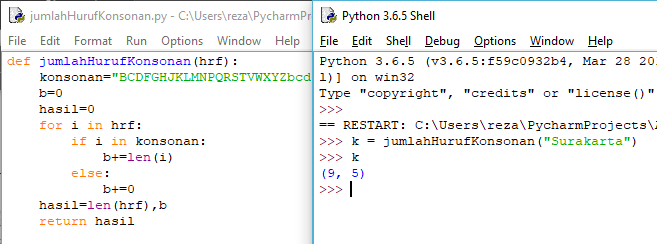 jumlahHurufKonsonan.py - C:\Users\reza\PycharmPro
File Edit Format Run Options Window Help
def jumlahHurufKonsonan(hrf):
konsonan="BCDFGHJKLMNPQRSTVWXYZbcd
b=0
hasil=0
for i in hrf:
if i in konsonan:
b+=len(i)
else:
b+=0
hasil=len(hrf),b
return hasil
Python 3.6.5 Shell
File Edit Shell Debug Options Window Help
Python 3.6.5 (v3.6.5:f59c0932b4, Mar 28 20
l)] on win32
Type "copyright", "credits" or "license()"
>>>
== RESTART: C:\Users\reza\PycharmProjects\
>>> k = jumlahHurufKonsonan("Surakarta")
>>> k
(9, 5)
>>>